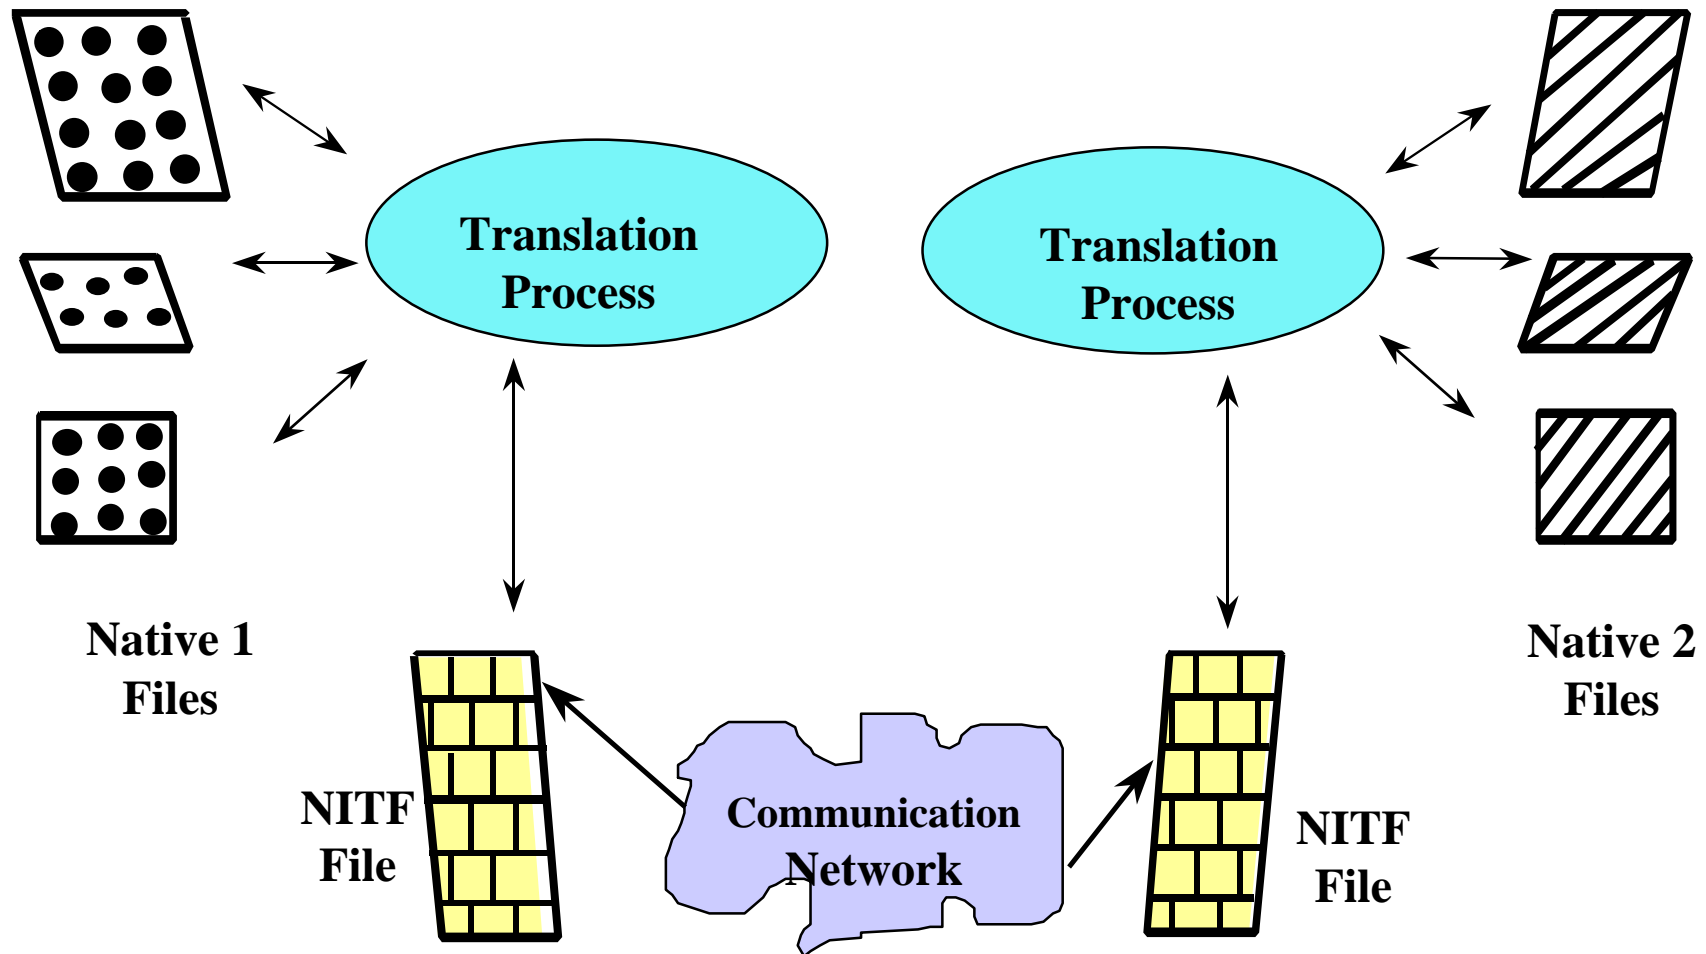 Translation
Process
Translation
Process
Native 1
Files
Native 2
Files
NITF
File
Communication
Network
NITF
File